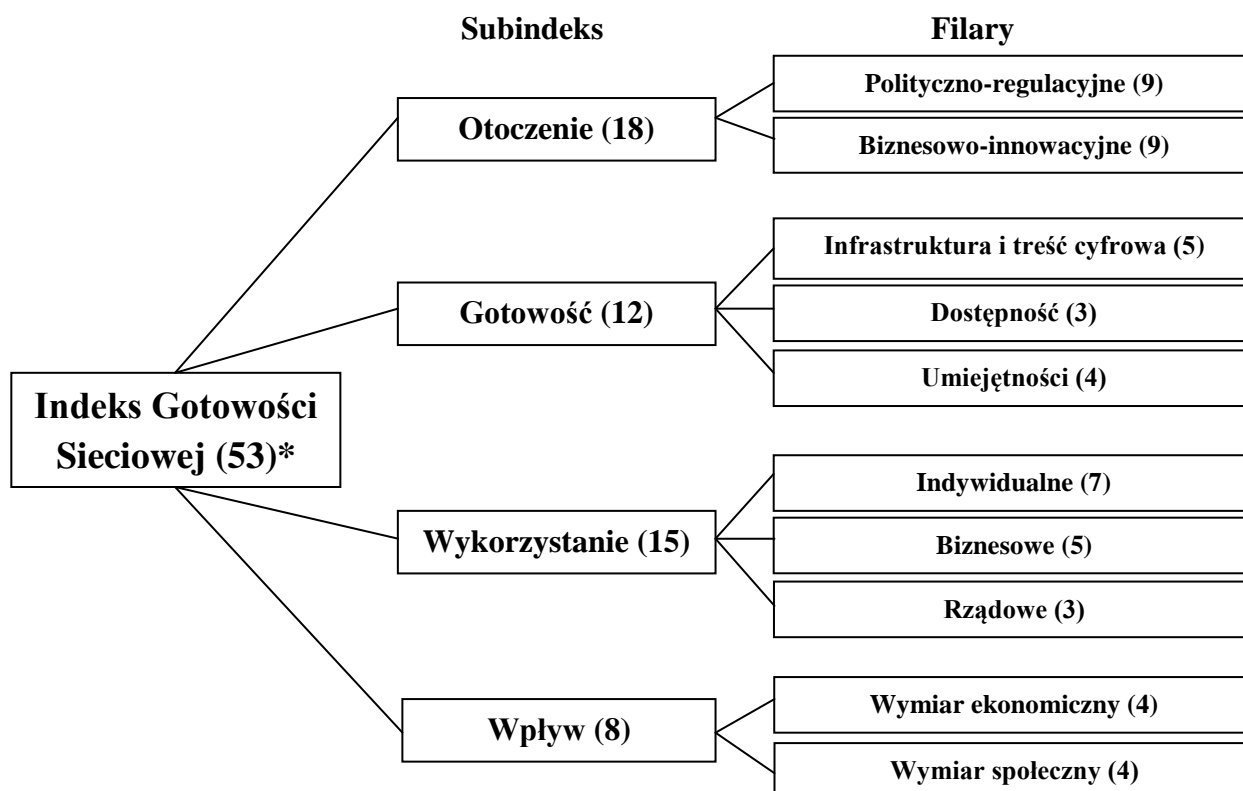 Subindeks
Filary
Polityczno-regulacyjne (9)
Otoczenie (18)
Biznesowo-innowacyjne (9)
Infrastruktura i treść cyfrowa (5)
Gotowość (12)
Dostępność (3)
Umiejętności (4)
Indeks Gotowości
Sieciowej (53)*
Indywidualne (7)
Wykorzystanie (15)
Biznesowe (5)
Rządowe (3)
Wymiar ekonomiczny (4)
Wpływ (8)
Wymiar społeczny (4)